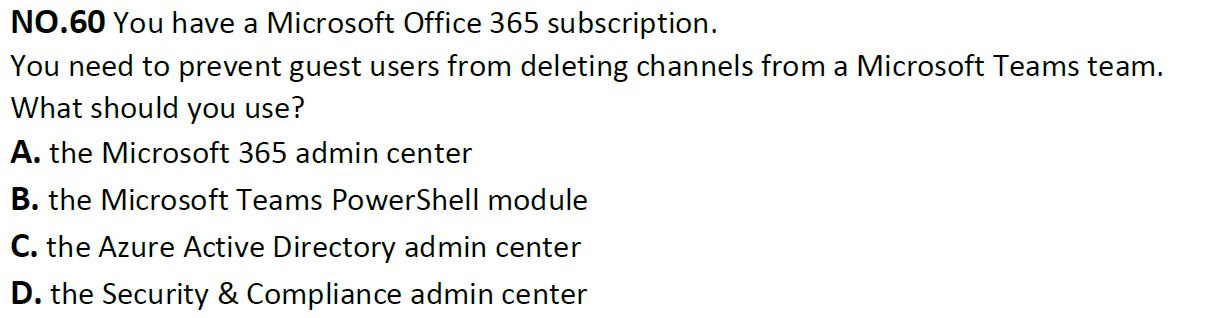 NO.60 You have a Microsoft Office 365 subscription.
You need to prevent guest users from deleting channels from a Microsoft Teams team.
What should you use?
A. the Microsoft 365 admin center
B. the Microsoft Teams PowerShell module
C. the Azure Active Directory admin center
D. the Security & Compliance admin center